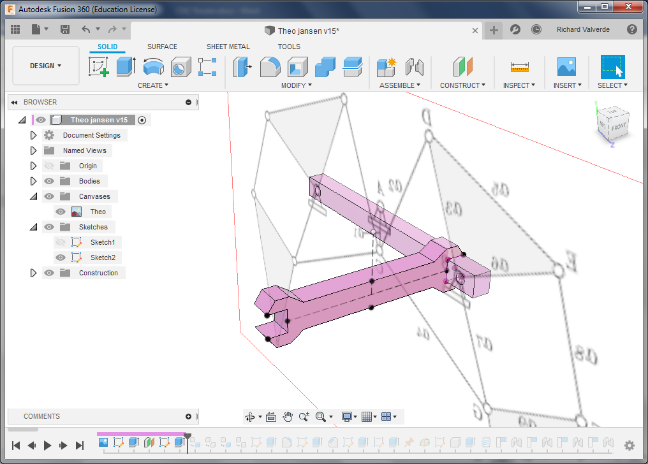 Autodesk Fusion 360 (Education License)
Theo jansen v15*
Richard Valverde
SOLID SURFACE SHEET METAL TOOLS
DESIGN
CREATE MODIFY ASSEMBLE CONSTRUCT INSPECT INSERT SELECT
BROWSER
Theo jansen v15
Document Settings
Named Views
Origin
Bodies
Canvases
Theo
Sketches
Sketch1
Sketch2
Construction
FRONT
D
E
COMMENTS